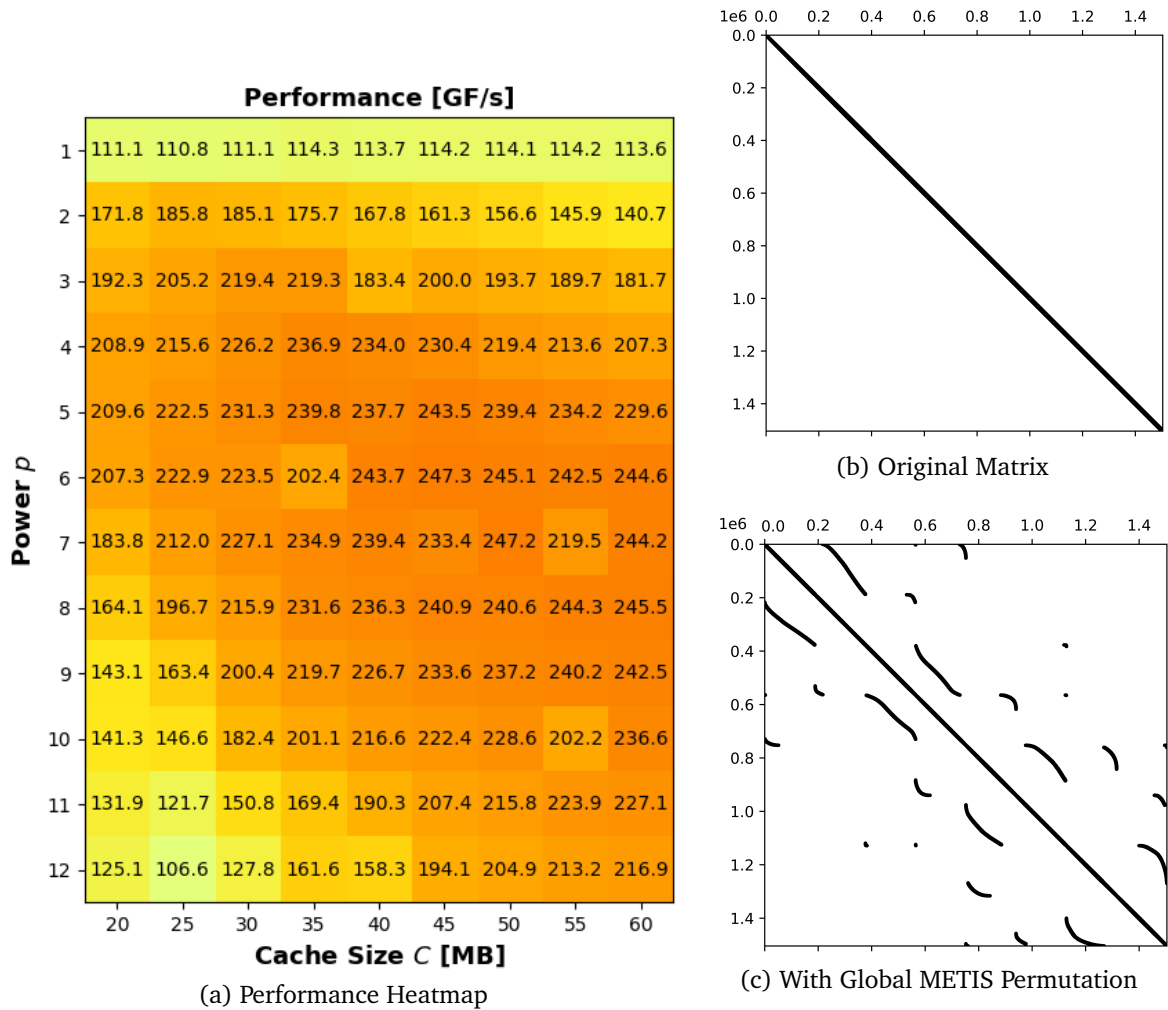 Performance [GF/s]
1 111.1 110.8 111.1 114.3 113.7 114.2 114.1 114.2 113.6
2 171.8 185.8 185.1 175.7 167.8 161.3 156.6 145.9 140.7
3 192.3 205.2 219.4 219.3 183.4 200.0 193.7 189.7 181.7
4 208.9 215.6 226.2 236.9 234.0 230.4 219.4 213.6 207.3
5 209.6 222.5 231.3 239.8 237.7 243.5 239.4 234.2 229.6
6 207.3 222.9 223.5 202.4 243.7 247.3 245.1 242.5 244.6
7 183.8 212.0 227.1 234.9 239.4 233.4 247.2 219.5 244.2
8 164.1 196.7 215.9 231.6 236.3 240.9 240.6 244.3 245.5
9 143.1 163.4 200.4 219.7 226.7 233.6 237.2 240.2 242.5
10 141.3 146.6 182.4 201.1 216.6 222.4 228.6 202.2 236.6
11 131.9 121.7 150.8 169.4 190.3 207.4 215.8 223.9 227.1
12 125.1 106.6 127.8 161.6 158.3 194.1 204.9 213.2 216.9
20 25 30 35 40 45 50 55 60
Power p
Cache Size C [MB]
(a) Performance Heatmap
1e6 0.0 0.2 0.4 0.6 0.8 1.0 1.2 1.4
0.0
0.2
0.4
0.6
0.8
1.0
1.2
1.4
(b) Original Matrix
1e6 0.0 0.2 0.4 0.6 0.8 1.0 1.2 1.4
0.0
0.2
0.4
0.6
0.8
1.0
1.2
1.4
(c) With Global METIS Permutation